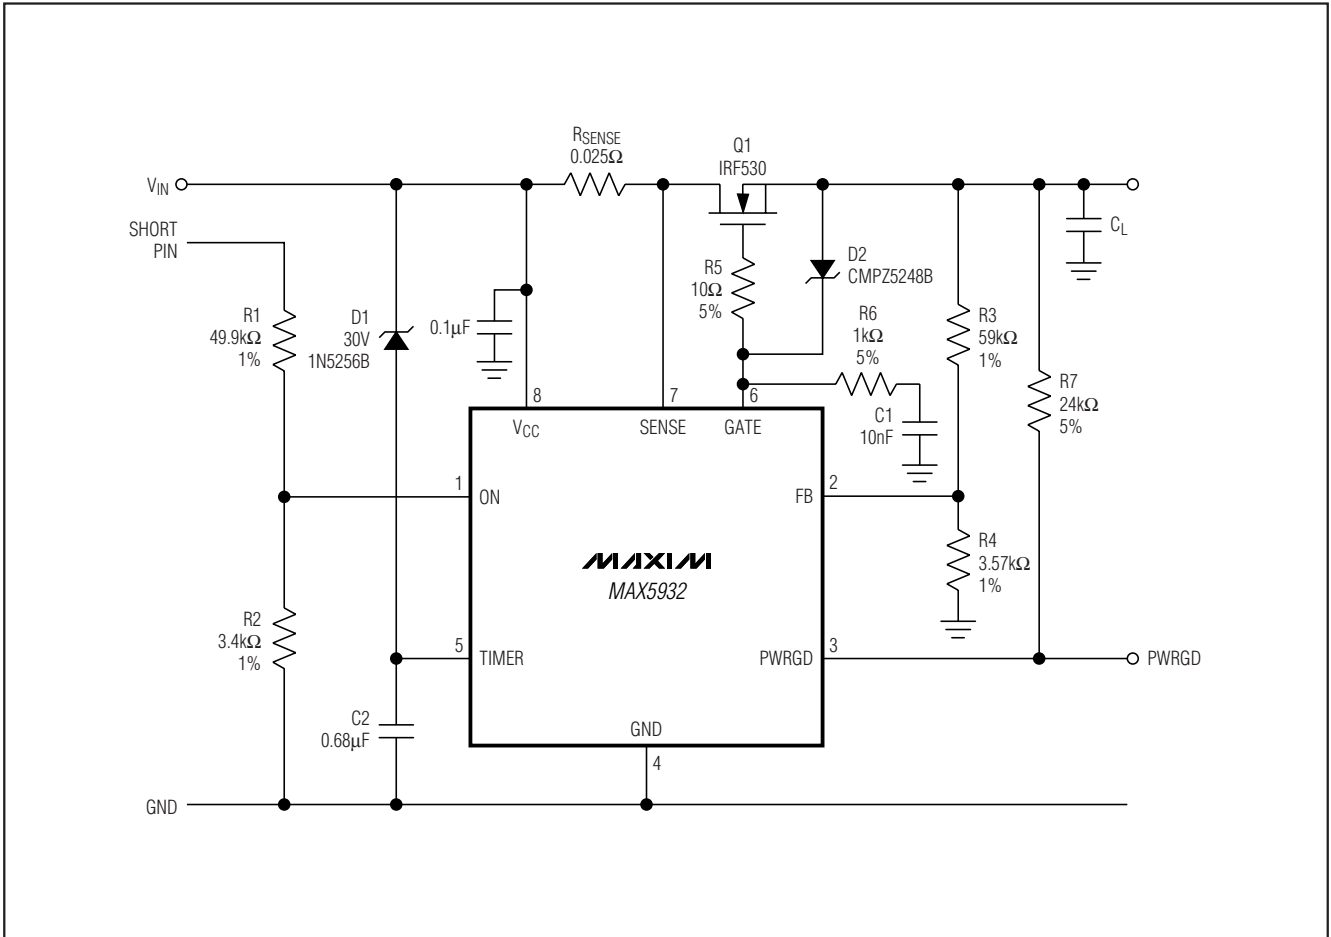 RSENSE
0.025Ω
Q1
IRF530
VIN
SHORT
PIN
CL
R1
49.9kΩ
1%
D1
30V
1N5256B
0.1µF
R5
10Ω
5%
D2
CMPZ5248B
R6
1kΩ
5%
R3
59kΩ
1%
R7
24kΩ
5%
C1
10nF
8
7
6
VCC
SENSE
GATE
1
ON
FB
2
MAXIM
MAX5932
R4
3.57kΩ
1%
R2
3.4kΩ
1%
5
TIMER
PWRGD
3
PWRGD
C2
0.68µF
GND
4
GND